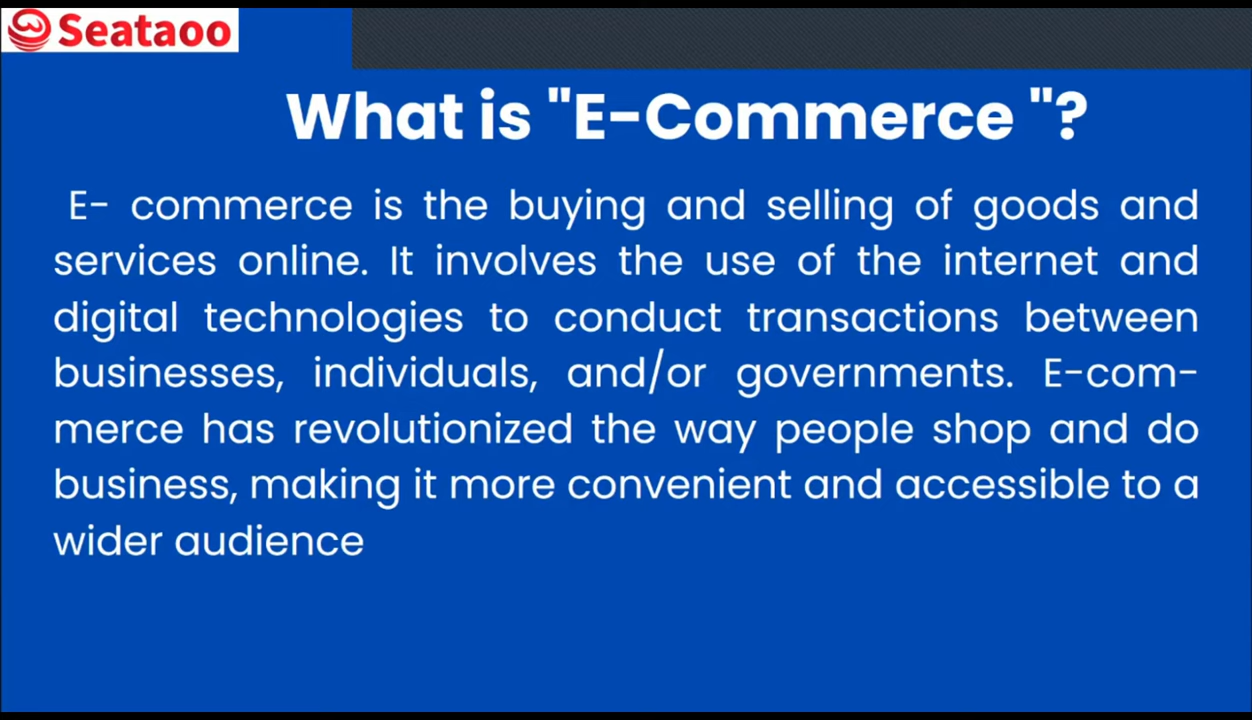 Seataoo
What is "E-Commerce "?
E- commerce is the buying and selling of goods and
services online. It involves the use of the internet and
digital technologies to conduct transactions between
businesses, individuals, and/or governments. E-com-
merce has revolutionized the way people shop and do
business, making it more convenient and accessible to a
wider audience